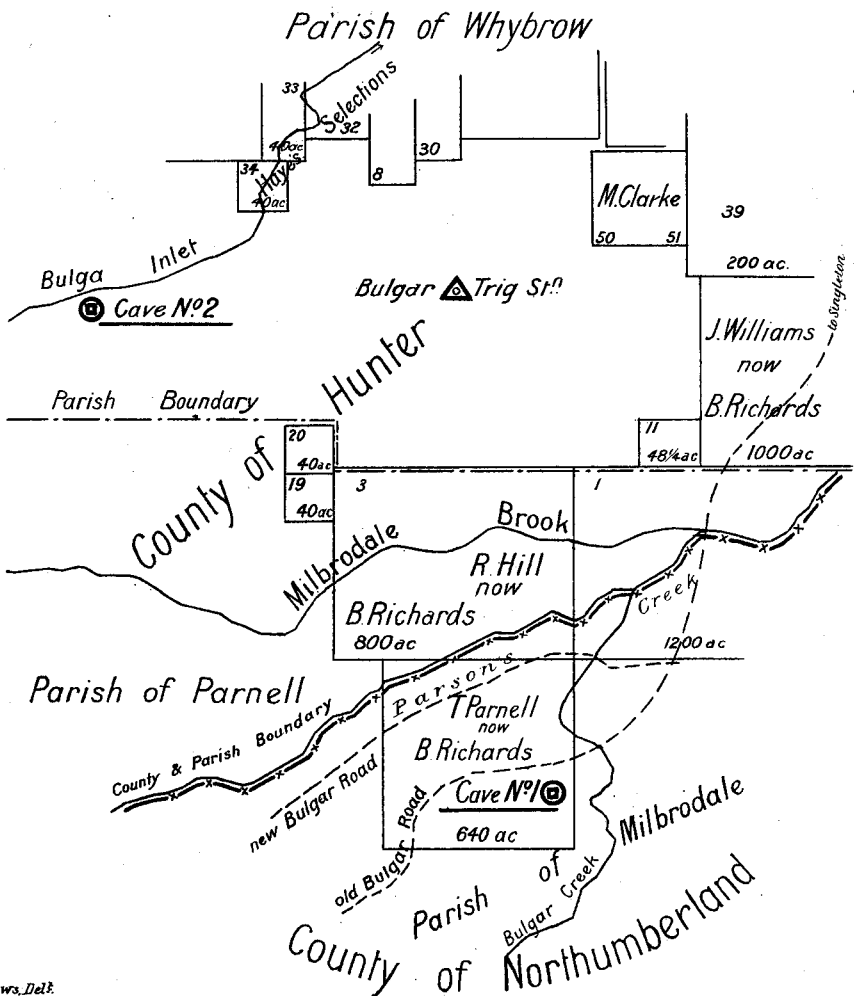 Parish of Whybrow
33
Selections
32
40ac
Hayes
34
40ac
8
30
M.Clarke
50 51
39
200 ac.
Bulga Inlet
Cave Nº2
Bulgar Trig Stn
to Singleton
J.Williams
now
B.Richards
1000ac
11
48¼ac
Parish Boundary
County of Hunter
20
40ac
19
40ac
3
1
Milbrodale Brook
R.Hill
now
B.Richards
800ac
Creek
1200 ac
Parish of Parnell
Parson's
T Parnell
now
B.Richards
County & Parish Boundary
new Bulgar Road
old Bulgar Road
Cave Nº1
640 ac
Parish of Milbrodale
Bulgar Creek
County of Northumberland
ws, Delt.